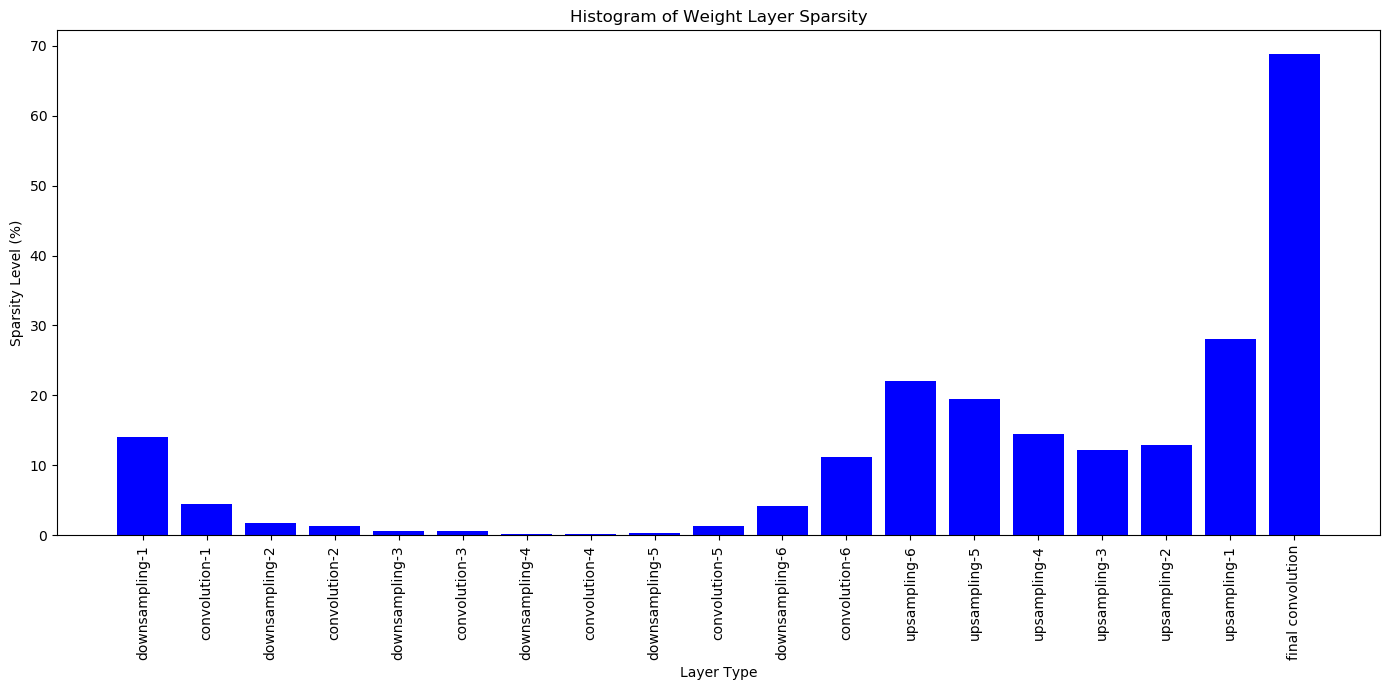 Histogram of Weight Layer Sparsity
Sparsity Level (%)
70
60
50
40
30
20
10
0
downsampling-1
convolution-1
downsampling-2
convolution-2
downsampling-3
convolution-3
downsampling-4
convolution-4
downsampling-5
convolution-5
downsampling-6
convolution-6
upsampling-6
upsampling-5
upsampling-4
upsampling-3
upsampling-2
upsampling-1
final convolution
Layer Type